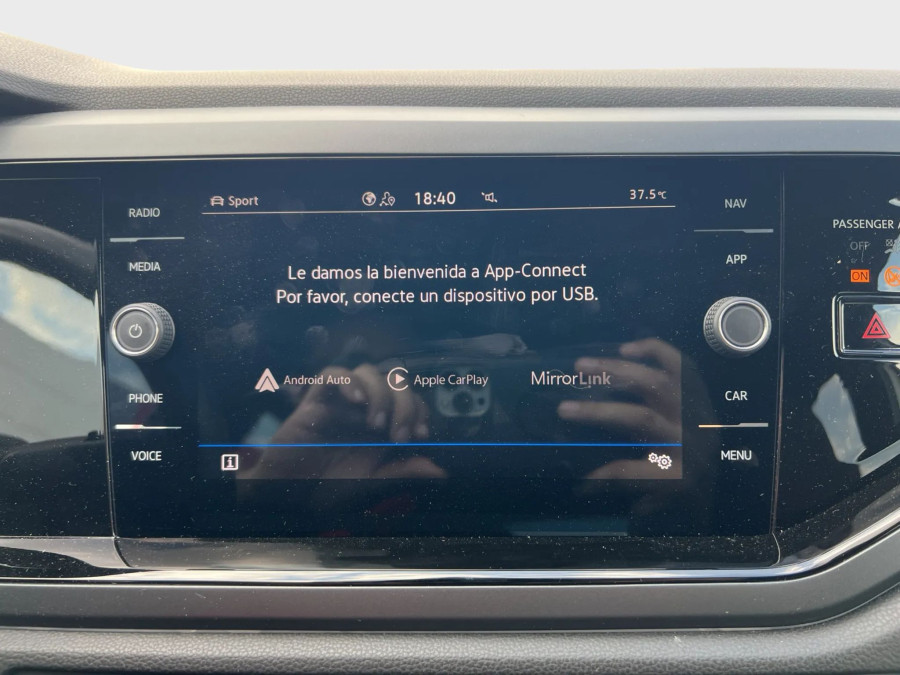 Sport
18:40
37.5°C
RADIO
MEDIA
PHONE
VOICE
Le damos la bienvenida a App-Connect
Por favor, conecte un dispositivo por USB.
Android Auto
Apple CarPlay
MirrorLink
NAV
APP
CAR
MENU
PASSENGER
OFF
ON